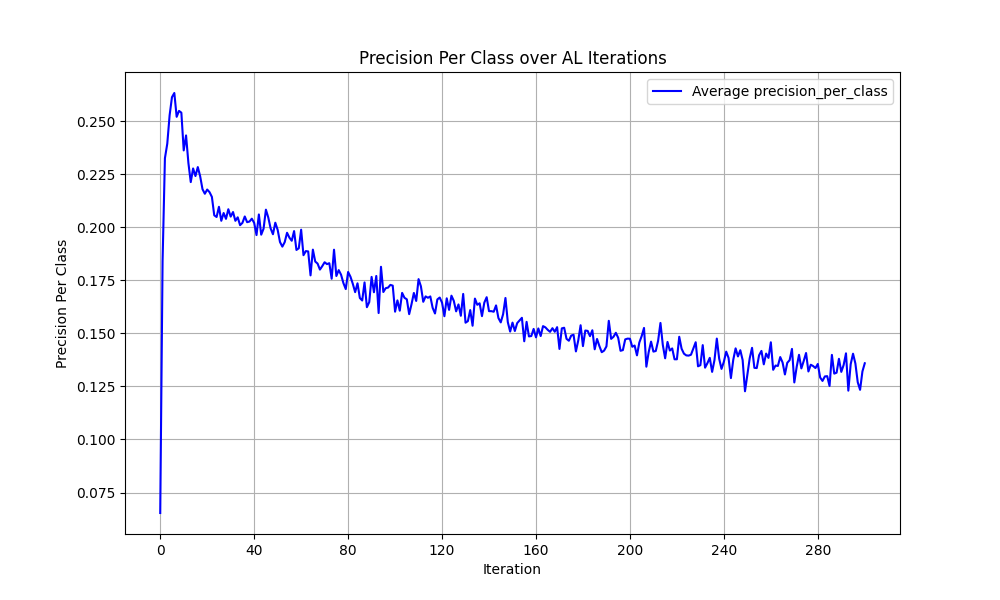 Precision Per Class over AL Iterations
Average precision_per_class
Precision Per Class
0.250
0.225
0.200
0.175
0.150
0.125
0.100
0.075
0 40 80 120 160 200 240 280
Iteration